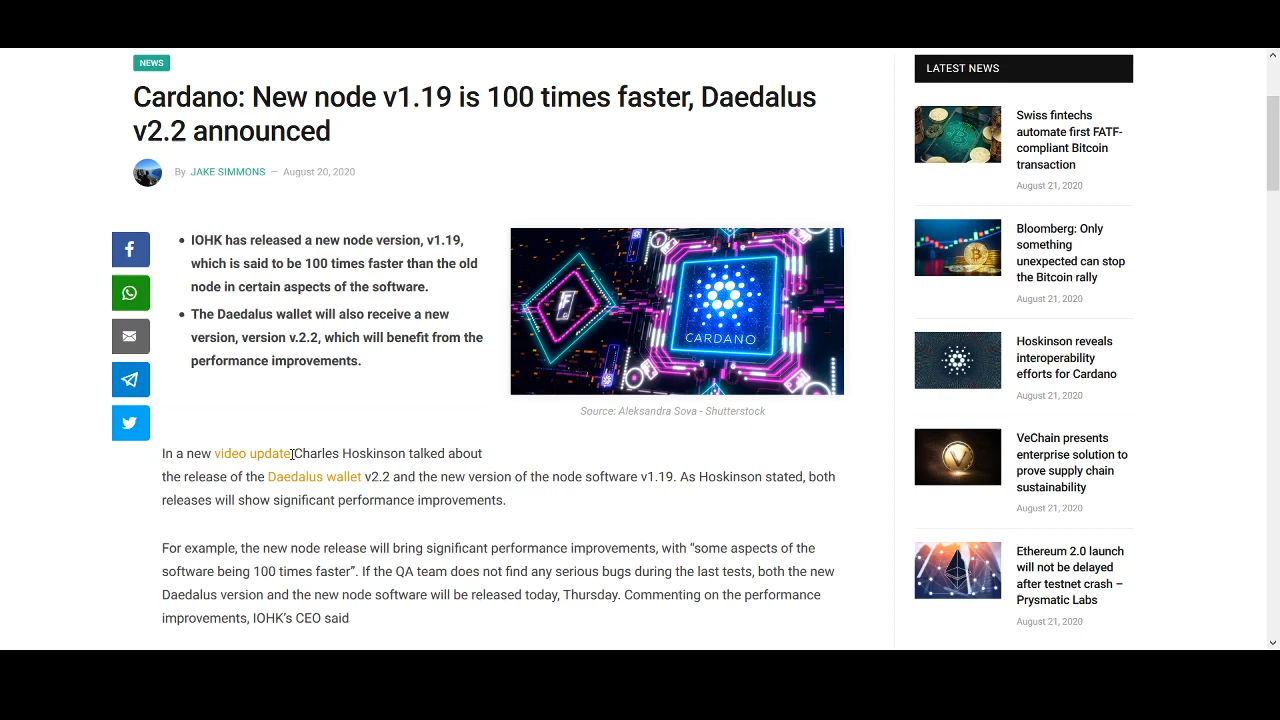 NEWS
Cardano: New node v1.19 is 100 times faster, Daedalus
v2.2 announced
By JAKE SIMMONS — August 20, 2020
• IOHK has released a new node version, v1.19,
which is said to be 100 times faster than the old
node in certain aspects of the software.
• The Daedalus wallet will also receive a new
version, version v.2.2, which will benefit from the
performance improvements.
CARDANO
Source: Aleksandra Sova - Shutterstock
In a new video update Charles Hoskinson talked about
the release of the Daedalus wallet v2.2 and the new version of the node software v1.19. As Hoskinson stated, both
releases will show significant performance improvements.
For example, the new node release will bring significant performance improvements, with “some aspects of the
software being 100 times faster”. If the QA team does not find any serious bugs during the last tests, both the new
Daedalus version and the new node software will be released today, Thursday. Commenting on the performance
improvements, IOHK’s CEO said
LATEST NEWS
Swiss fintechs
automate first FATF-
compliant Bitcoin
transaction
August 21, 2020
Bloomberg: Only
something
unexpected can stop
the Bitcoin rally
August 21, 2020
Hoskinson reveals
interoperability
efforts for Cardano
August 21, 2020
VeChain presents
enterprise solution to
prove supply chain
sustainability
August 21, 2020
Ethereum 2.0 launch
will not be delayed
after testnet crash –
Prysmatic Labs
August 21, 2020